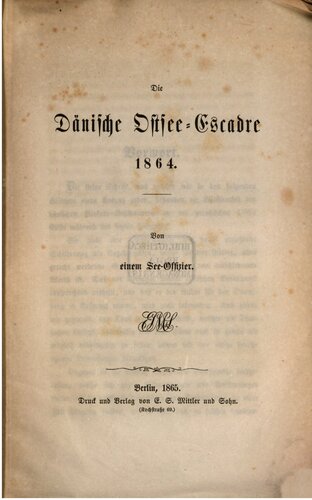 Die
Dänische Ostsee-Escadre
1864.
Von
einem See-Offizier.
Berlin, 1865.
Druck und Verlag von E. S. Mittler und Sohn.
(Kochstraße 69.)